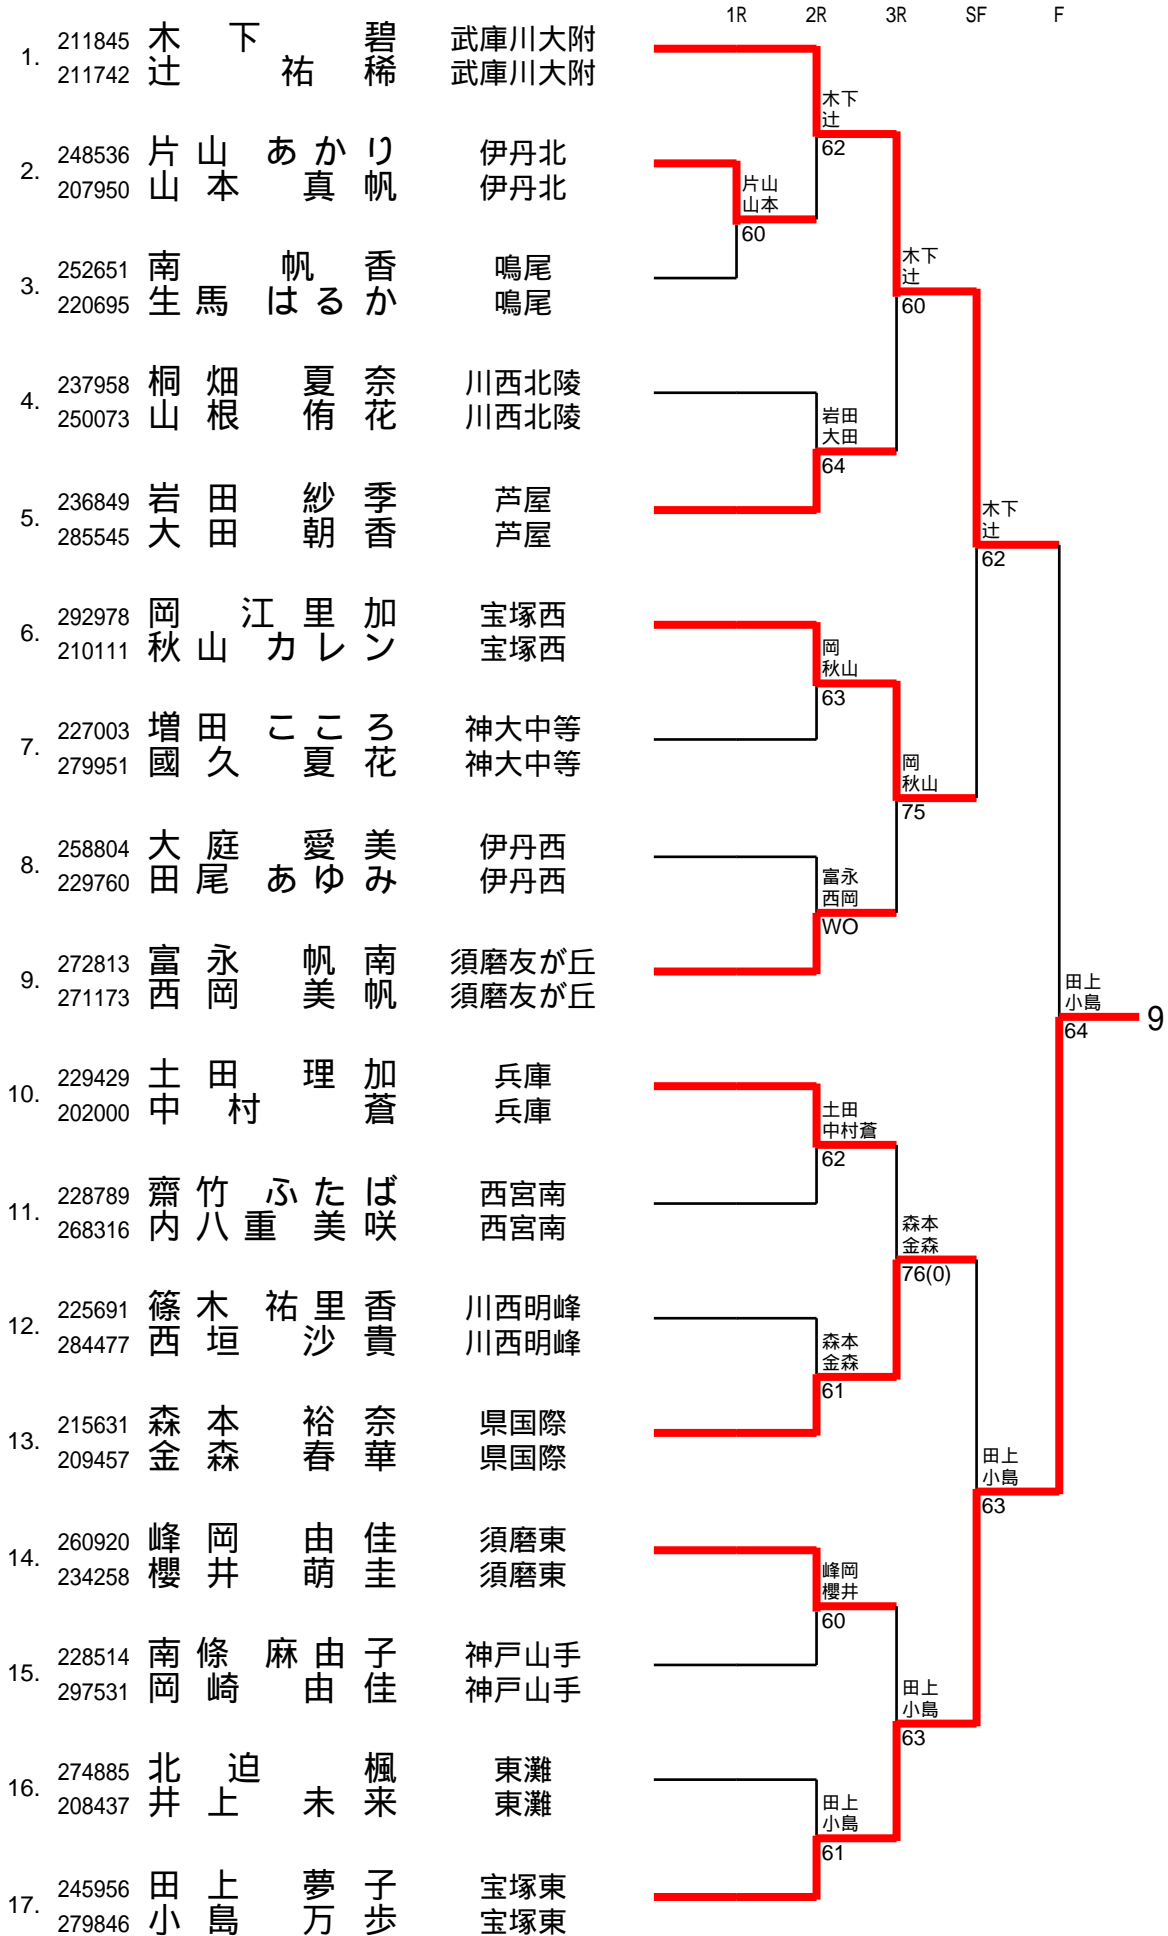 1R 2R 3R SF F
1. 211845 木下 碧 武庫川大附
211742 辻 祐稀 武庫川大附
木下
辻
62
2. 248536 片山 あかり 伊丹北
207950 山本 真帆 伊丹北
片山
山本
60
3. 252651 南 帆香 鳴尾
220695 生馬 はるか 鳴尾
木下
辻
60
4. 237958 桐畑 夏奈 川西北陵
250073 山根 侑花 川西北陵
岩田
大田
64
5. 236849 岩田 紗季 芦屋
285545 大田 朝香 芦屋
木下
辻
62
6. 292978 岡 江里加 宝塚西
210111 秋山 カレン 宝塚西
岡
秋山
63
7. 227003 増田 こころ 神大中等
279951 國久 夏花 神大中等
岡
秋山
75
8. 258804 大庭 愛美 伊丹西
229760 田尾 あゆみ 伊丹西
富永
西岡
WO
9. 272813 富永 帆南 須磨友が丘
271173 西岡 美帆 須磨友が丘
田上
小島
64
9
10. 229429 土田 理加 兵庫
202000 中村 蒼 兵庫
土田
中村蒼
62
11. 228789 齋竹 ふたば 西宮南
268316 内八重 美咲 西宮南
森本
金森
76(0)
12. 225691 篠木 祐里香 川西明峰
284477 西垣 沙貴 川西明峰
森本
金森
61
13. 215631 森本 裕奈 県国際
209457 金森 春華 県国際
田上
小島
63
14. 260920 峰岡 由佳 須磨東
234258 櫻井 萌圭 須磨東
峰岡
櫻井
60
15. 228514 南條 麻由子 神戸山手
297531 岡崎 由佳 神戸山手
田上
小島
63
16. 274885 北迫 楓 東灘
208437 井上 未来 東灘
田上
小島
61
17. 245956 田上 夢子 宝塚東
279846 小島 万歩 宝塚東